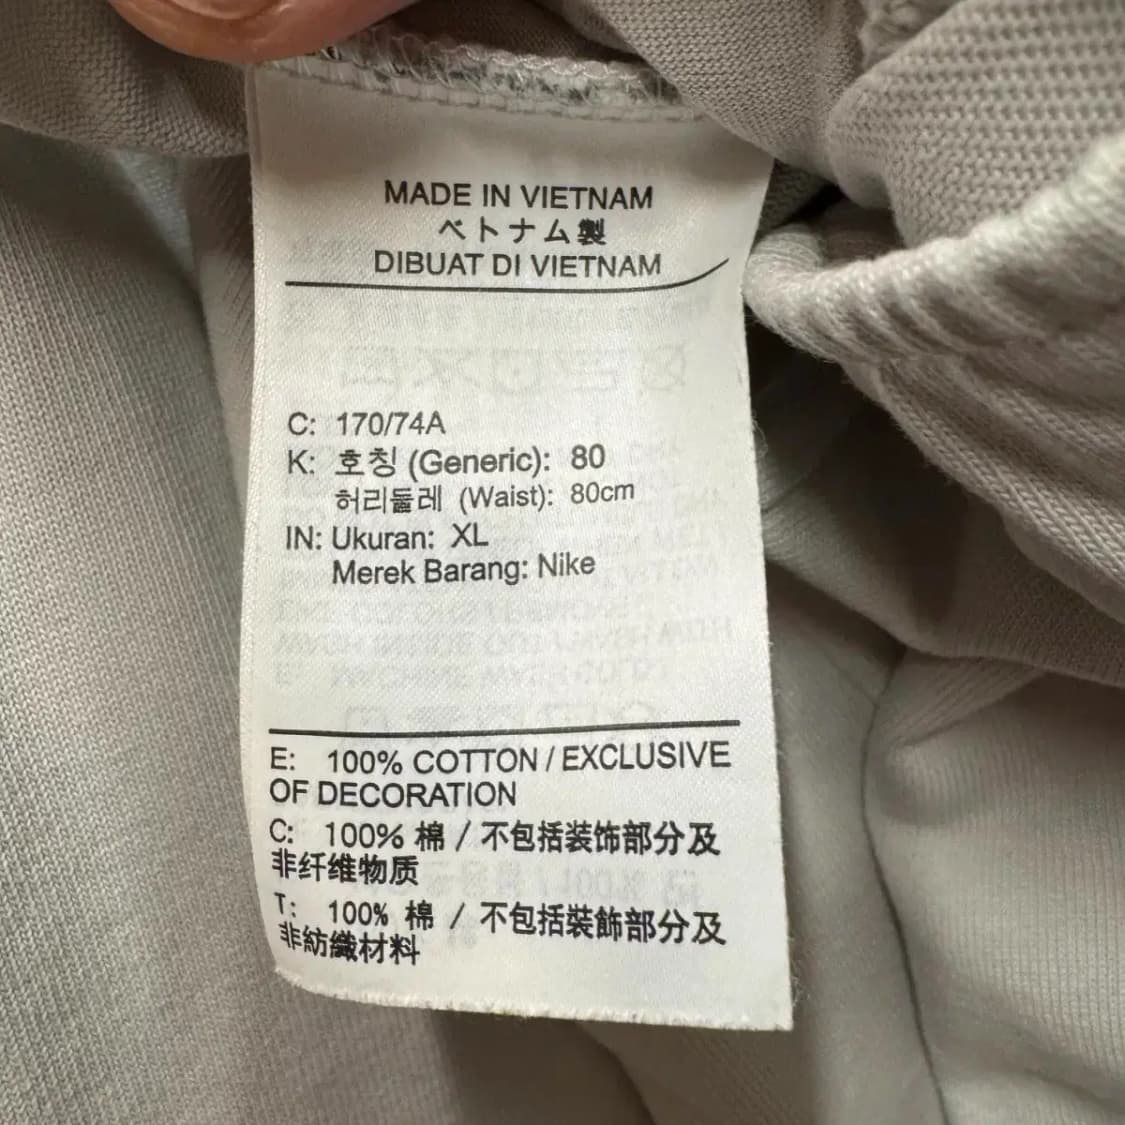 MADE IN VIETNAM
ベトナム製
DIBUAT DI VIETNAM
C: 170/74A
K: 호칭 (Generic): 80
허리둘레 (Waist): 80cm
IN: Ukuran: XL
Merek Barang: Nike
E: 100% COTTON / EXCLUSIVE
OF DECORATION
C: 100% 棉 / 不包括装饰部分及
非纤维物质
T: 100% 棉 / 不包括裝飾部分及
非紡織材料